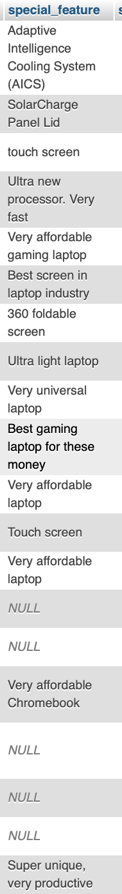 special_feature
Adaptive
Intelligence
Cooling System
(AICS)
SolarCharge
Panel Lid
touch screen
Ultra new
processor. Very
fast
Very affordable
gaming laptop
Best screen in
laptop industry
360 foldable
screen
Ultra light laptop
Very universal
laptop
Best gaming
laptop for these
money
Very affordable
laptop
Touch screen
Very affordable
laptop
NULL
NULL
Very affordable
Chromebook
NULL
NULL
NULL
Super unique,
very productive